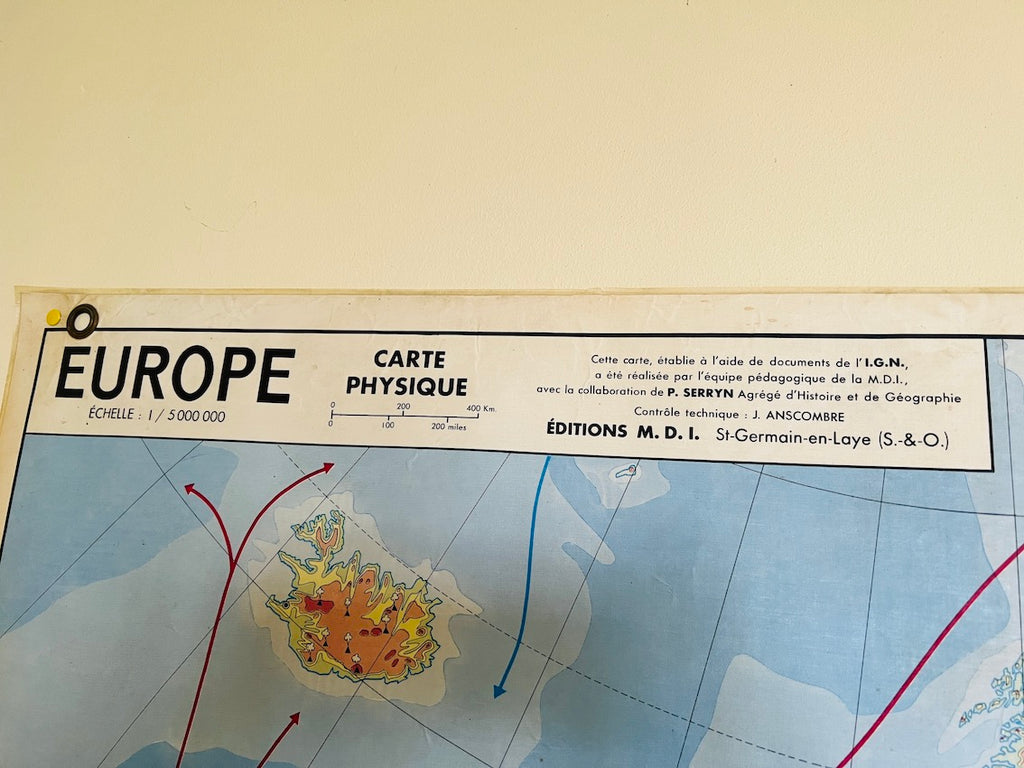 EUROPE
ÉCHELLE : 1 / 5 000 000
CARTE
PHYSIQUE
0 200 400 Km.
0 100 200 miles
Cette carte, établie à l'aide de documents de l'I.G.N.,
a été réalisée par l'équipe pédagogique de la M.D.I.,
avec la collaboration de P. SERRYN Agrégé d'Histoire et de Géographie
Contrôle technique : J. ANSCOMBRE
ÉDITIONS M. D. I. St-Germain-en-Laye (S.-&-O.)